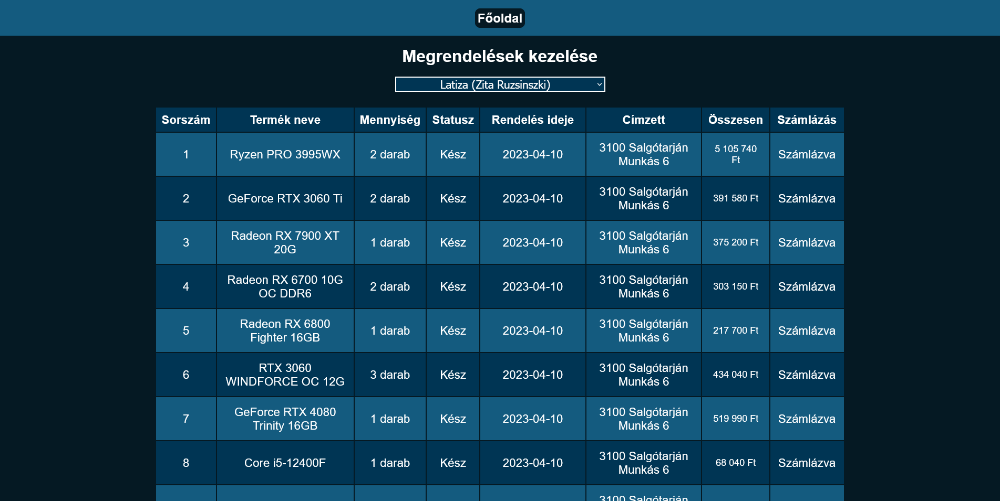 Főoldal
Megrendelések kezelése
Latiza (Zita Ruzsinszki)
Sorszám Termék neve Mennyiség Statusz Rendelés ideje Címzett Összesen Számlázás
1 Ryzen PRO 3995WX 2 darab Kész 2023-04-10 3100 Salgótarján Munkás 6 5 105 740 Ft Számlázva
2 GeForce RTX 3060 Ti 2 darab Kész 2023-04-10 3100 Salgótarján Munkás 6 391 580 Ft Számlázva
3 Radeon RX 7900 XT 20G 1 darab Kész 2023-04-10 3100 Salgótarján Munkás 6 375 200 Ft Számlázva
4 Radeon RX 6700 10G OC DDR6 2 darab Kész 2023-04-10 3100 Salgótarján Munkás 6 303 150 Ft Számlázva
5 Radeon RX 6800 Fighter 16GB 1 darab Kész 2023-04-10 3100 Salgótarján Munkás 6 217 700 Ft Számlázva
6 RTX 3060 WINDFORCE OC 12G 3 darab Kész 2023-04-10 3100 Salgótarján Munkás 6 434 040 Ft Számlázva
7 GeForce RTX 4080 Trinity 16GB 1 darab Kész 2023-04-10 3100 Salgótarján Munkás 6 519 990 Ft Számlázva
8 Core i5-12400F 1 darab Kész 2023-04-10 3100 Salgótarján Munkás 6 68 040 Ft Számlázva
3100 Salgótarján